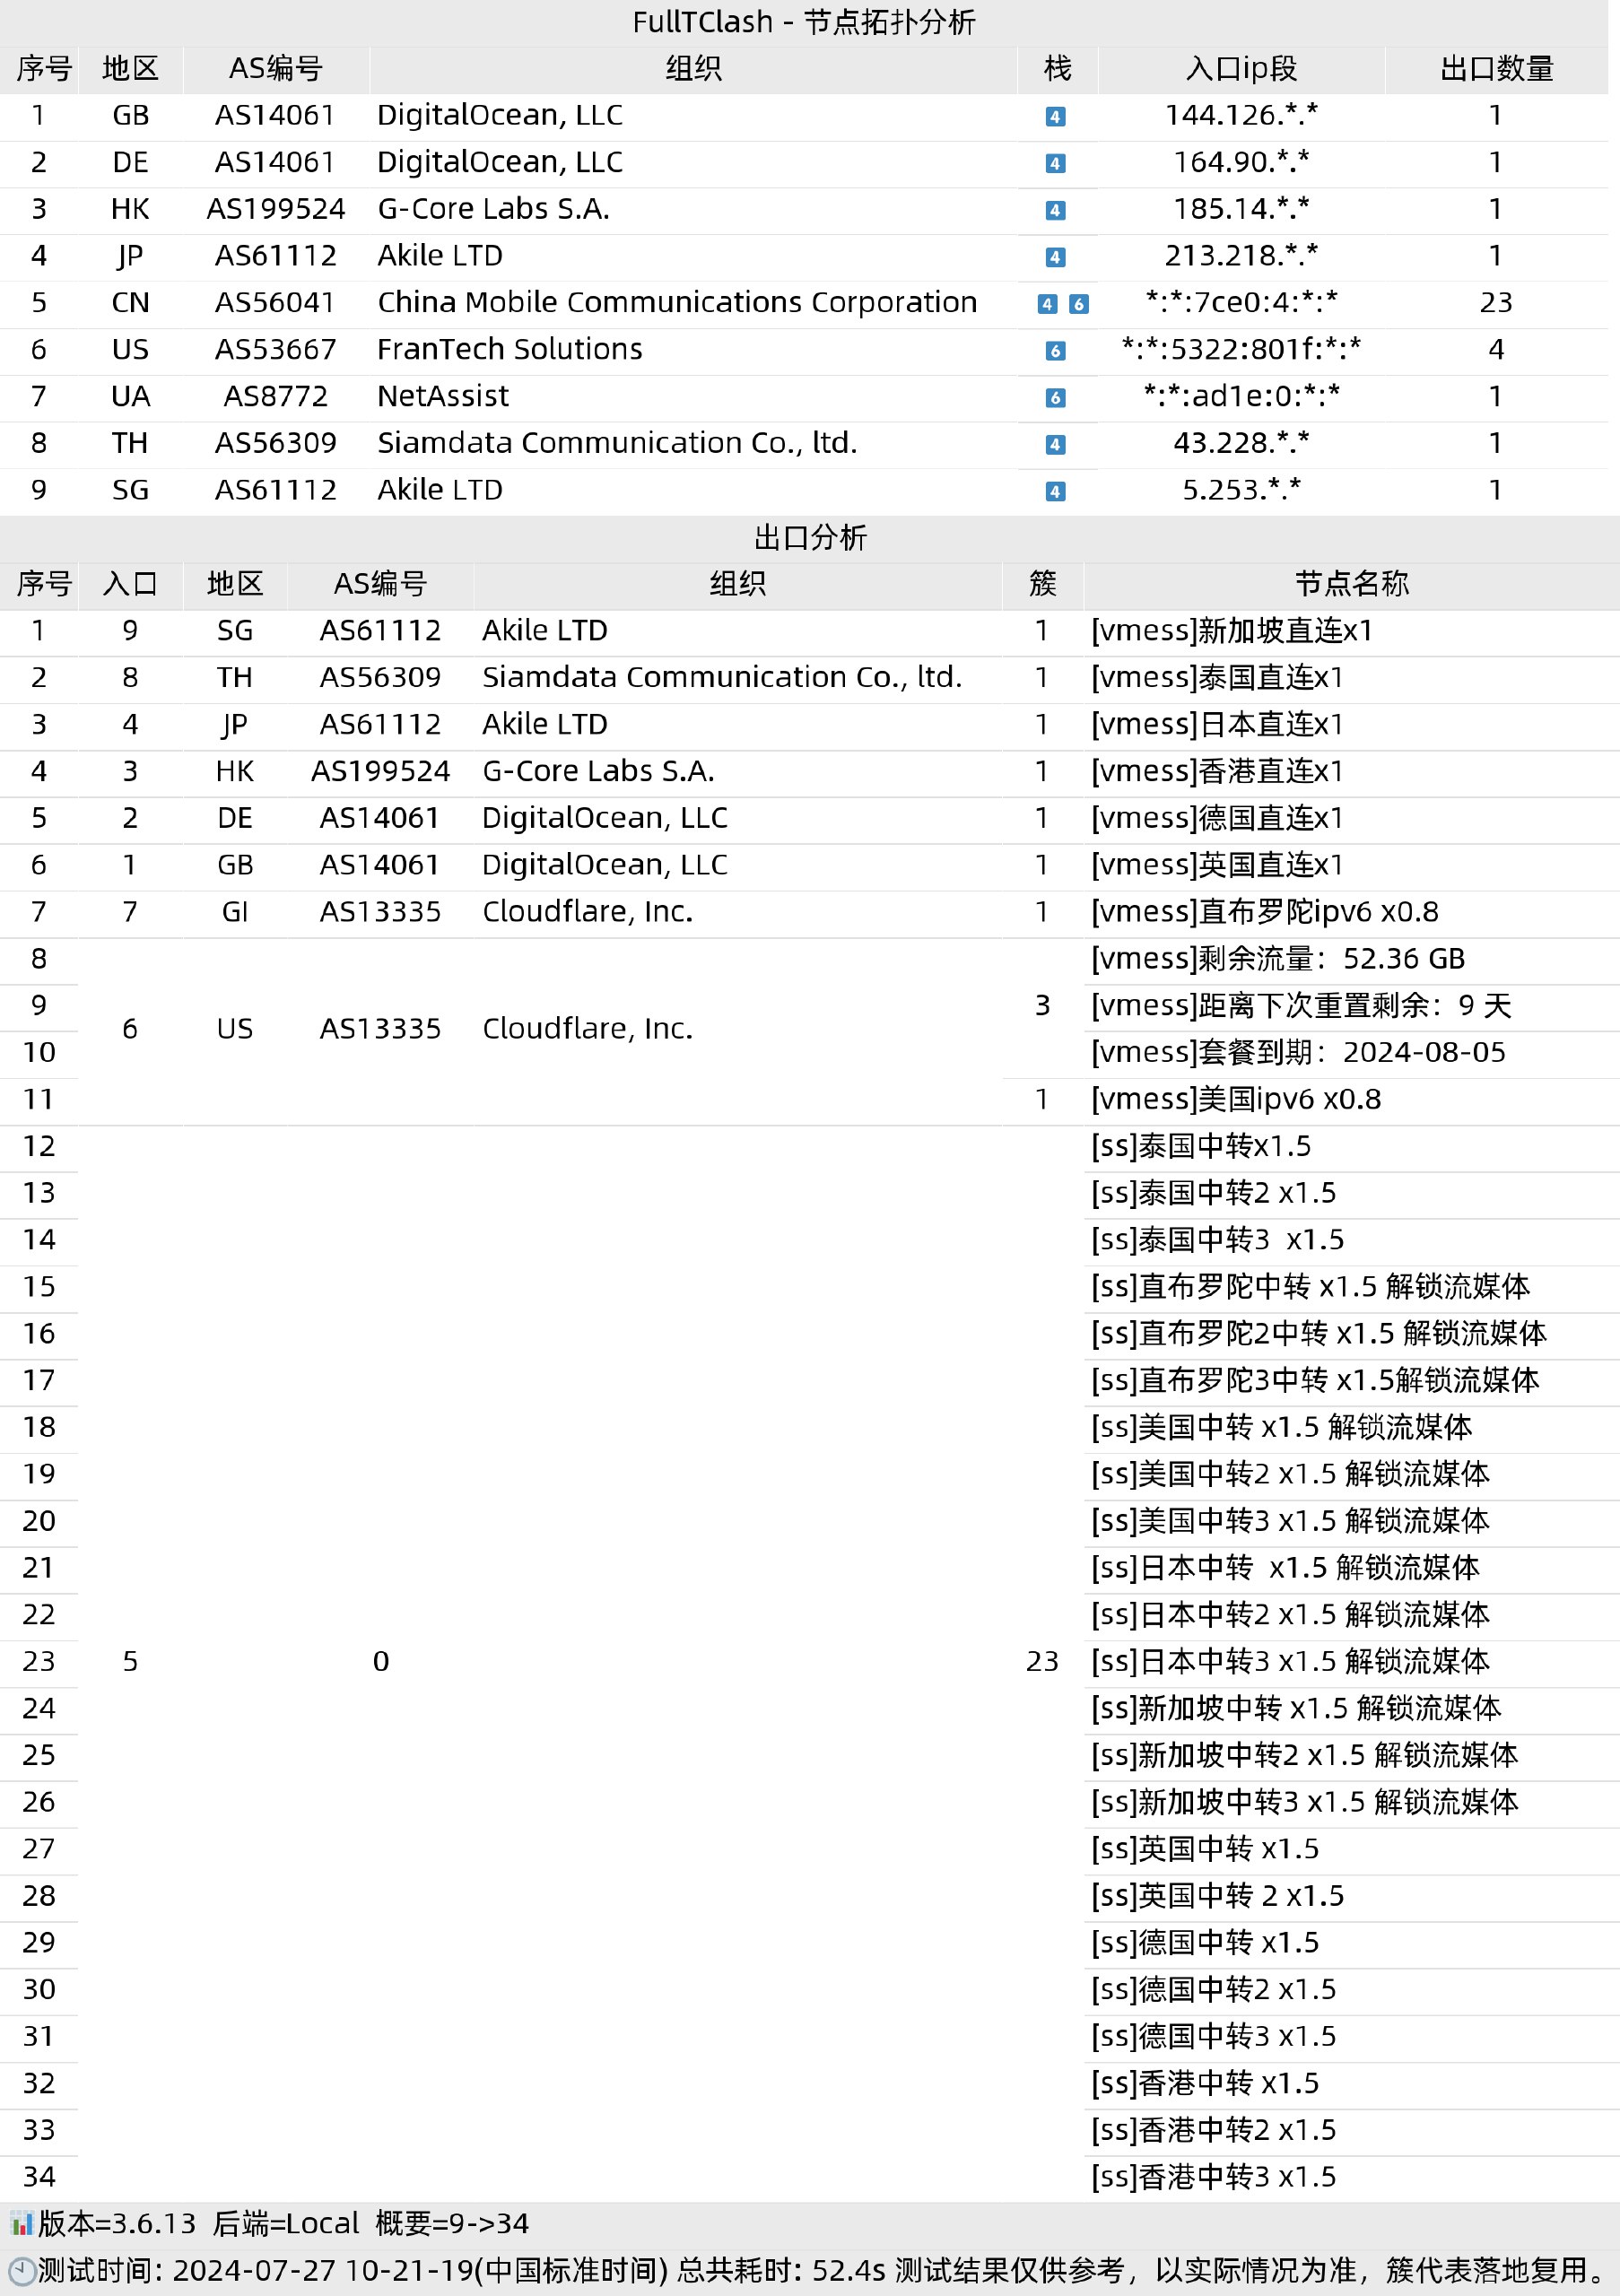 FullTClash - 节点拓扑分析
序号 地区 AS编号 组织 栈 入口ip段 出口数量
1 GB AS14061 DigitalOcean, LLC 4 144.126.*.* 1
2 DE AS14061 DigitalOcean, LLC 4 164.90.*.* 1
3 HK AS199524 G-Core Labs S.A. 4 185.14.*.* 1
4 JP AS61112 Akile LTD 4 213.218.*.* 1
5 CN AS56041 China Mobile Communications Corporation 4 6 *:*:7ce0:4:*:* 23
6 US AS53667 FranTech Solutions 6 *:*:5322:801f:*:* 4
7 UA AS8772 NetAssist 6 *:*:ad1e:0:*:* 1
8 TH AS56309 Siamdata Communication Co., ltd. 4 43.228.*.* 1
9 SG AS61112 Akile LTD 4 5.253.*.* 1
出口分析
序号 入口 地区 AS编号 组织 簇 节点名称
1 9 SG AS61112 Akile LTD 1 [vmess]新加坡直连x1
2 8 TH AS56309 Siamdata Communication Co., ltd. 1 [vmess]泰国直连x1
3 4 JP AS61112 Akile LTD 1 [vmess]日本直连x1
4 3 HK AS199524 G-Core Labs S.A. 1 [vmess]香港直连x1
5 2 DE AS14061 DigitalOcean, LLC 1 [vmess]德国直连x1
6 1 GB AS14061 DigitalOcean, LLC 1 [vmess]英国直连x1
7 7 GI AS13335 Cloudflare, Inc. 1 [vmess]直布罗陀ipv6 x0.8
8 [vmess]剩余流量：52.36 GB
9 3 [vmess]距离下次重置剩余：9 天
6 US AS13335 Cloudflare, Inc.
10 [vmess]套餐到期：2024-08-05
11 1 [vmess]美国ipv6 x0.8
12 [ss]泰国中转x1.5
13 [ss]泰国中转2 x1.5
14 [ss]泰国中转3 x1.5
15 [ss]直布罗陀中转 x1.5 解锁流媒体
16 [ss]直布罗陀2中转 x1.5 解锁流媒体
17 [ss]直布罗陀3中转 x1.5解锁流媒体
18 [ss]美国中转 x1.5 解锁流媒体
19 [ss]美国中转2 x1.5 解锁流媒体
20 [ss]美国中转3 x1.5 解锁流媒体
21 [ss]日本中转 x1.5 解锁流媒体
22 [ss]日本中转2 x1.5 解锁流媒体
23 5 0 23 [ss]日本中转3 x1.5 解锁流媒体
24 [ss]新加坡中转 x1.5 解锁流媒体
25 [ss]新加坡中转2 x1.5 解锁流媒体
26 [ss]新加坡中转3 x1.5 解锁流媒体
27 [ss]英国中转 x1.5
28 [ss]英国中转 2 x1.5
29 [ss]德国中转 x1.5
30 [ss]德国中转2 x1.5
31 [ss]德国中转3 x1.5
32 [ss]香港中转 x1.5
33 [ss]香港中转2 x1.5
34 [ss]香港中转3 x1.5
版本=3.6.13 后端=Local 概要=9->34
测试时间: 2024-07-27 10-21-19(中国标准时间) 总共耗时: 52.4s 测试结果仅供参考，以实际情况为准，簇代表落地复用。